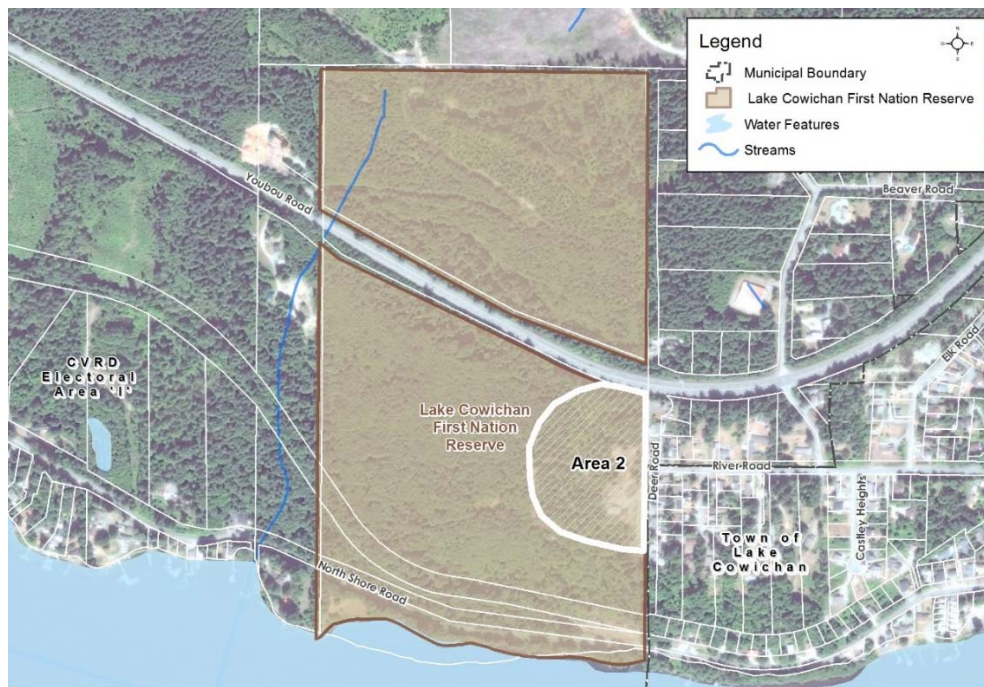 Legend
N
W
E
S
Municipal Boundary
Lake Cowichan First Nation Reserve
Water Features
Streams
Beaver Road
Youbou Road
Elk Road
CVRD
Electoral
Area 'I'
Lake Cowichan
First Nation
Reserve
Area 2
Deer Road
River Road
Castley Heights
Town of
Lake
Cowichan
North Shore Road